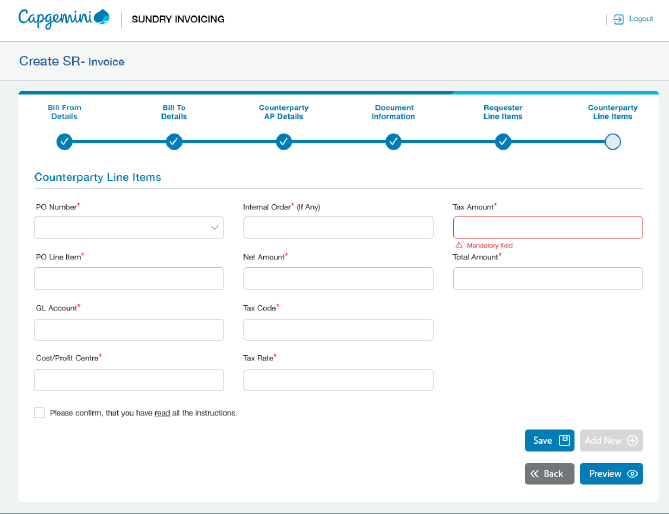 Capgemini
SUNDRY INVOICING
Logout
Create SR- Invoice
Bill From
Details
Bill To
Details
Counterparty
AP Details
Document
Information
Requester
Line Items
Counterparty
Line Items
Counterparty Line Items
PO Number*
Internal Order* (If Any)
Tax Amount*
Mandatory field
PO Line Item*
Net Amount*
Total Amount*
GL Account*
Tax Code*
Cost/Profit Centre*
Tax Rate*
Please confirm, that you have read all the instructions.
Save
Add New
Back
Preview